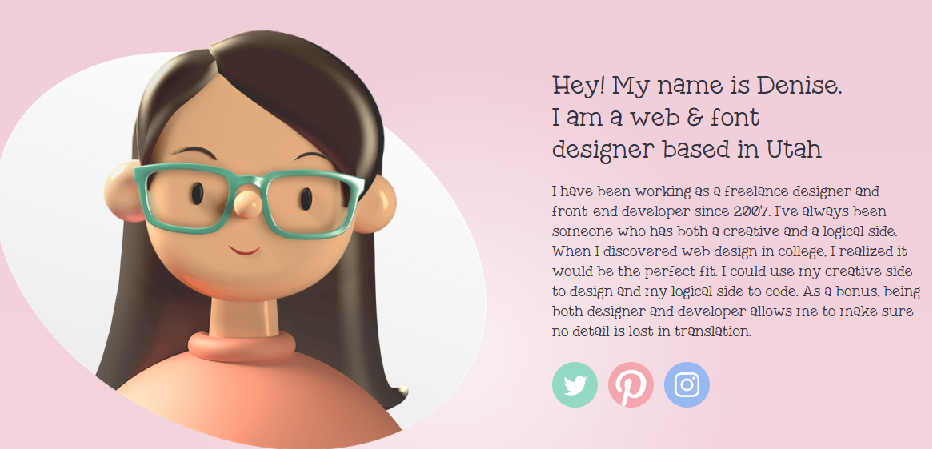 Hey! My name is Denise.
I am a web & font
designer based in Utah
I have been working as a freelance designer and
front-end developer since 2007. I've always been
someone who has both a creative and a logical side.
When I discovered web design in college, I realized it
would be the perfect fit. I could use my creative side
to design and my logical side to code. As a bonus, being
both designer and developer allows me to make sure
no detail is lost in translation.